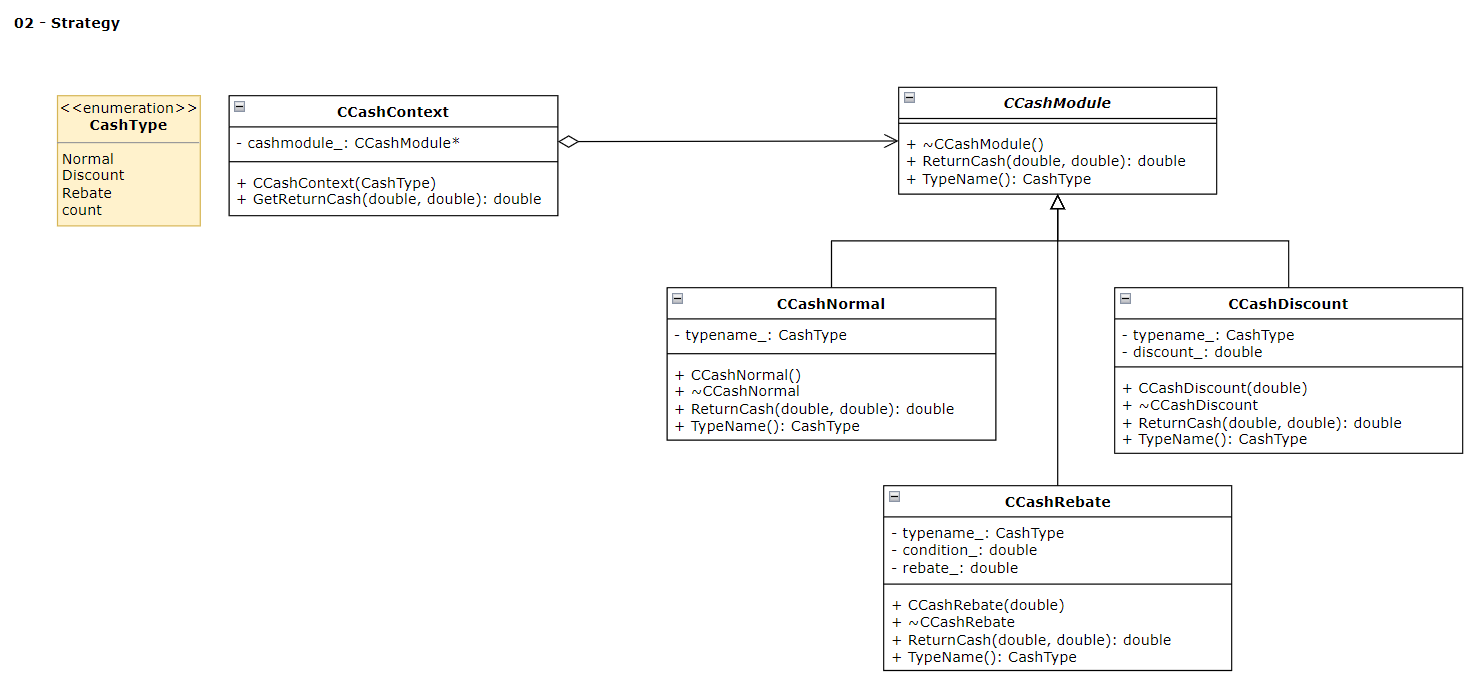 02 - Strategy
<<enumeration>>
CashType
Normal
Discount
Rebate
count
CCashContext
- cashmodule_: CCashModule*
+ CCashContext(CashType)
+ GetReturnCash(double, double): double
CCashModule
+ ~CCashModule()
+ ReturnCash(double, double): double
+ TypeName(): CashType
CCashNormal
- typename_: CashType
+ CCashNormal()
+ ~CCashNormal
+ ReturnCash(double, double): double
+ TypeName(): CashType
CCashDiscount
- typename_: CashType
- discount_: double
+ CCashDiscount(double)
+ ~CCashDiscount
+ ReturnCash(double, double): double
+ TypeName(): CashType
CCashRebate
- typename_: CashType
- condition_: double
- rebate_: double
+ CCashRebate(double)
+ ~CCashRebate
+ ReturnCash(double, double): double
+ TypeName(): CashType